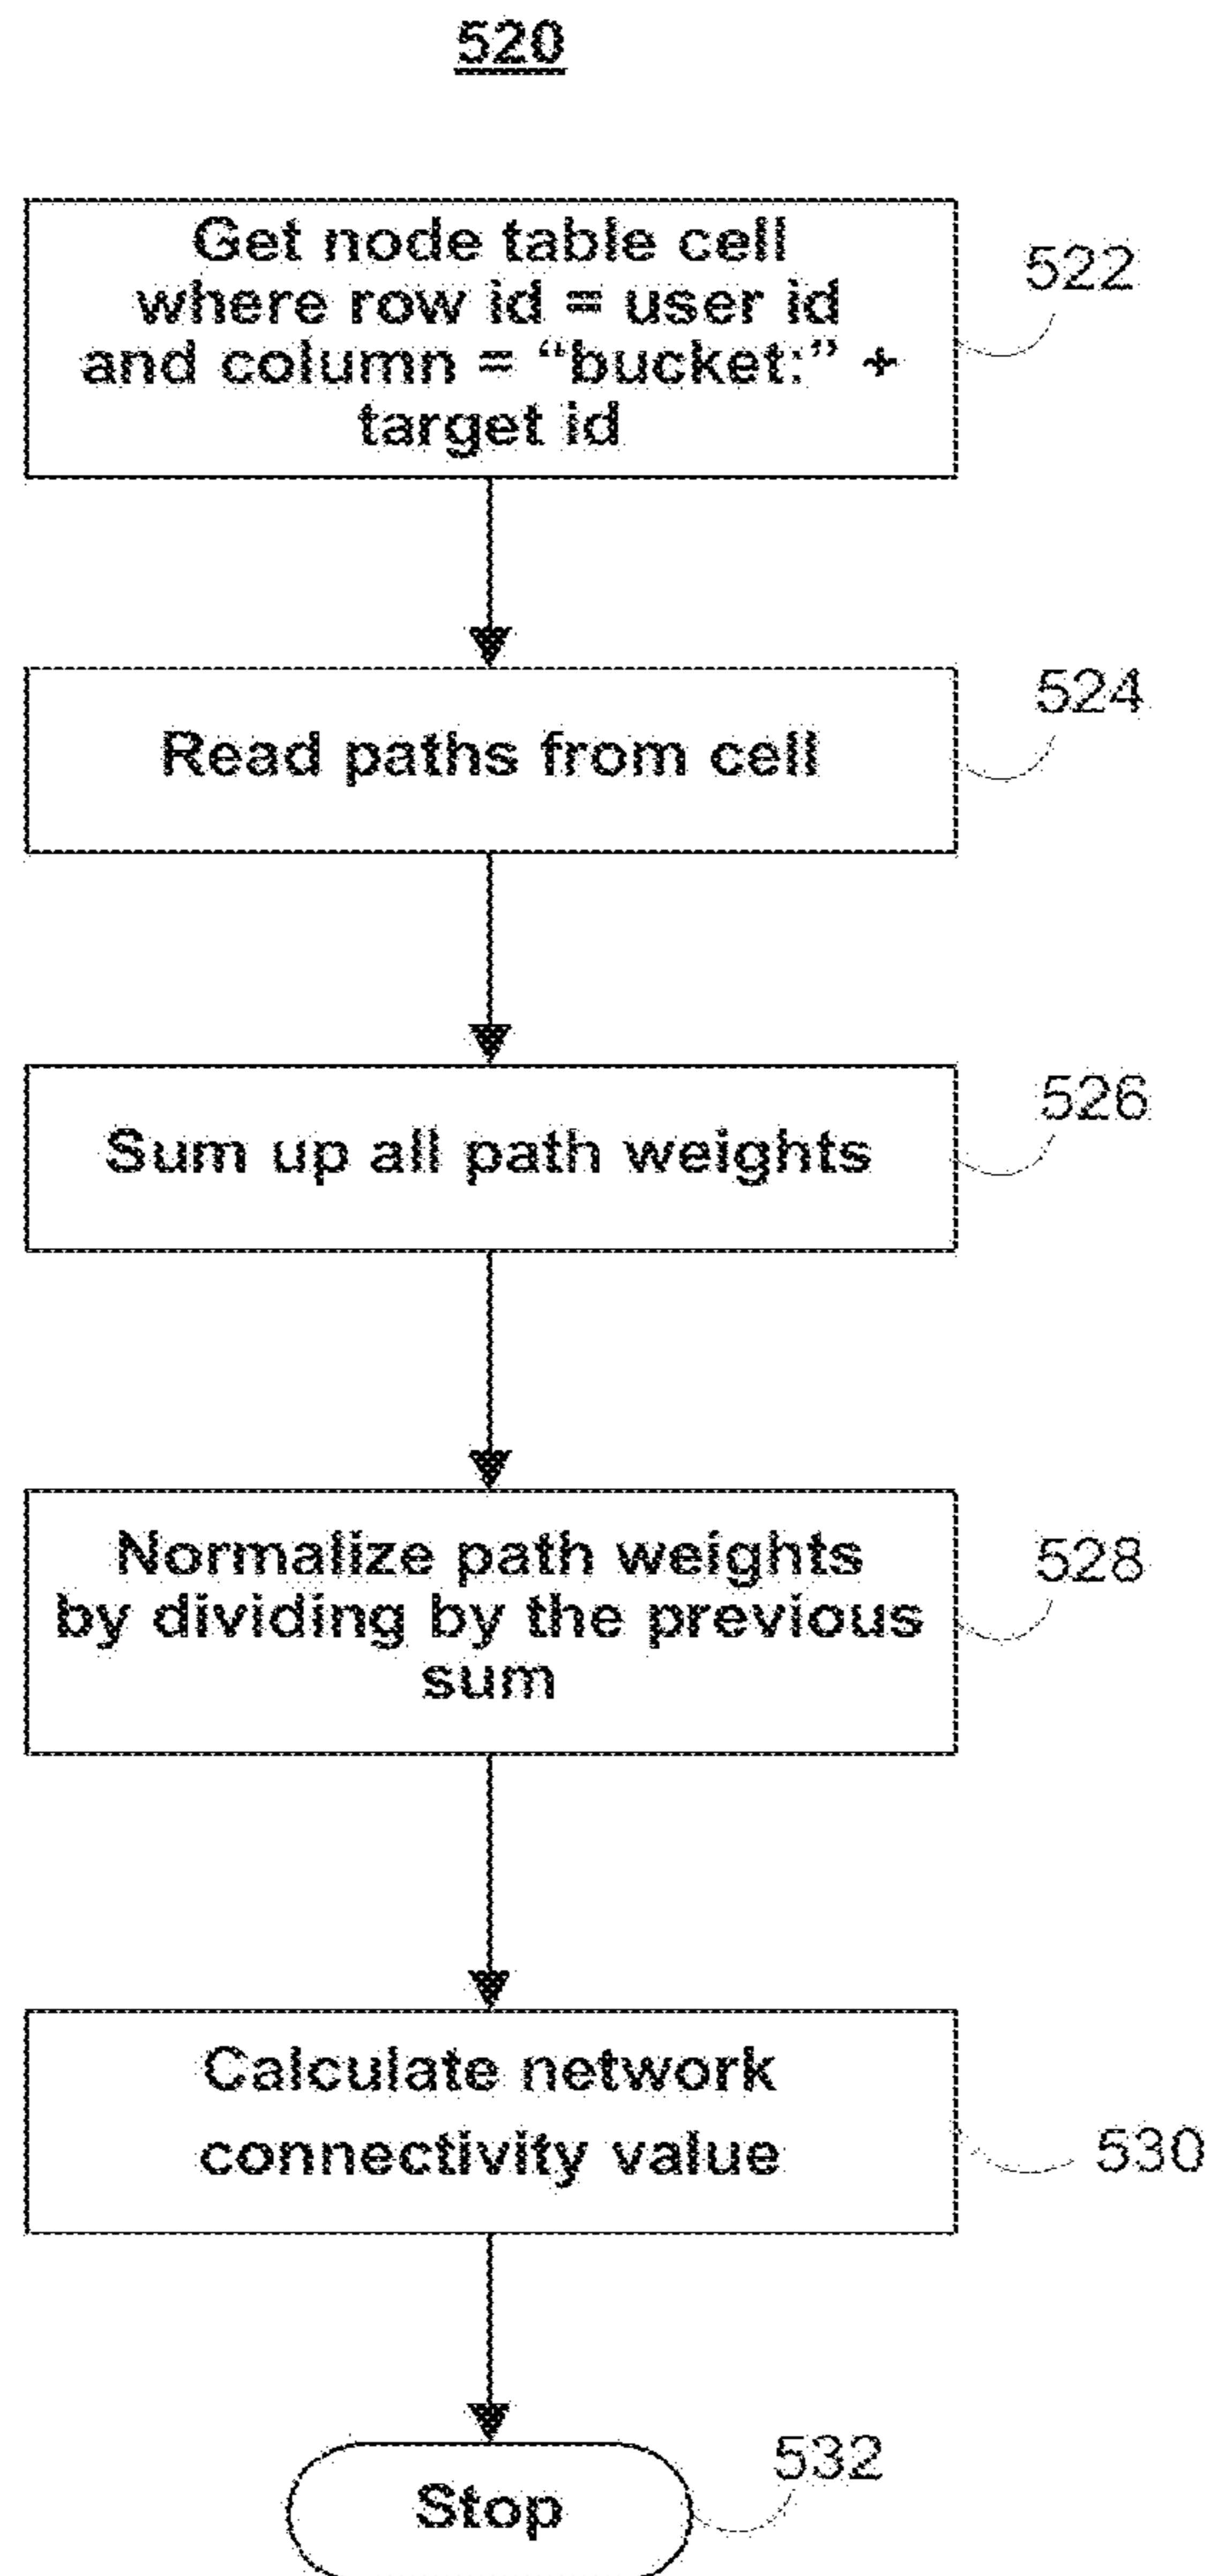 520
Get node table cell
where row id = user id
and column = “bucket:” +
target id
522
Read paths from cell
524
Sum up all path weights
526
Normalize path weights
by dividing by the previous
sum
528
Calculate network
connectivity value
530
Stop
532